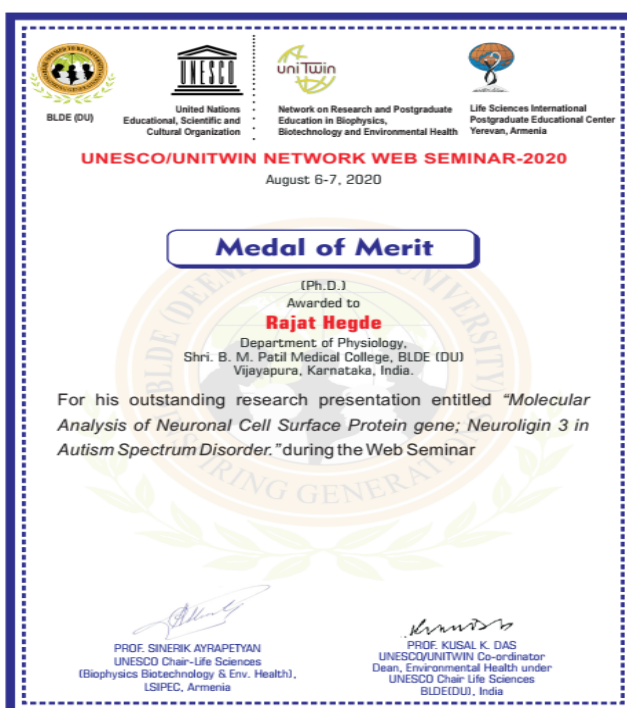 UNESCO
uniTwin
BLDE (DU)
United Nations
Educational, Scientific and
Cultural Organization
Network on Research and Postgraduate
Education in Biophysics,
Biotechnology and Environmental Health
Life Sciences International
Postgraduate Educational Center
Yerevan, Armenia
UNESCO/UNITWIN NETWORK WEB SEMINAR-2020
August 6-7, 2020
Medal of Merit
(Ph.D.)
Awarded to
Rajat Hegde
Department of Physiology,
Shri. B. M. Patil Medical College, BLDE (DU)
Vijayapura, Karnataka, India.
For his outstanding research presentation entitled “Molecular
Analysis of Neuronal Cell Surface Protein gene; Neuroligin 3 in
Autism Spectrum Disorder.” during the Web Seminar
PROF. SINERIK AYRAPETYAN
UNESCO Chair-Life Sciences
(Biophysics Biotechnology & Env. Health),
LSIPEC, Armenia
PROF. KUSAL K. DAS
UNESCO/UNITWIN Co-ordinator
Dean, Environmental Health under
UNESCO Chair Life Sciences
BLDE(DU), India